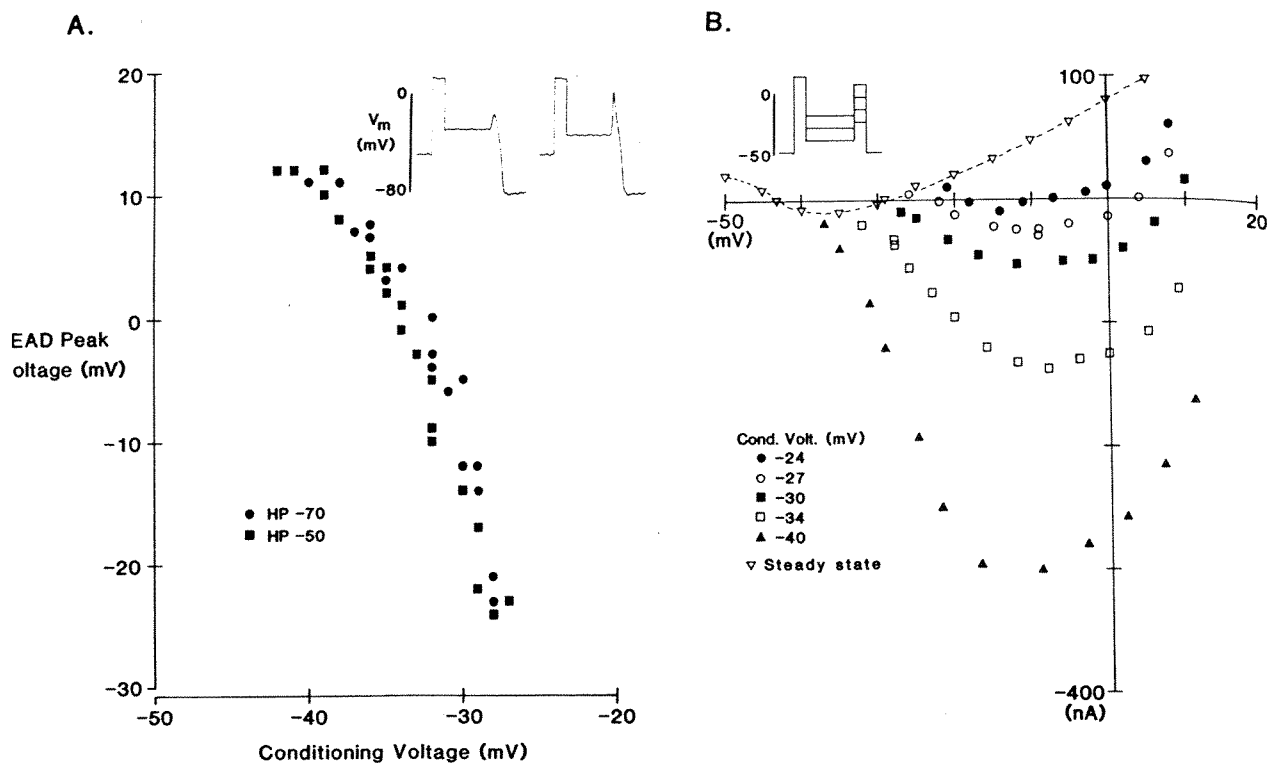 A.
20
10
0
−10
−20
−30
EAD Peak
oltage (mV)
−50
−40
−30
−20
Conditioning Voltage (mV)
HP −70
HP −50
0
Vm
(mV)
−80
B.
100
0
−50
−50
(mV)
20
Cond. Volt. (mV)
−24
−27
−30
−34
−40
Steady state
−400
(nA)